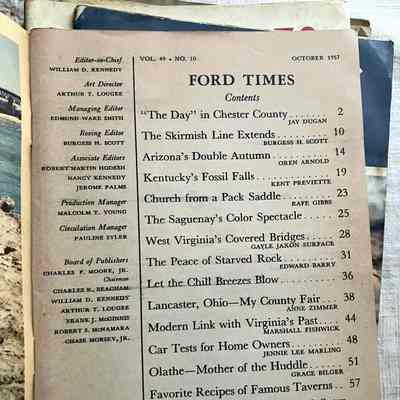 Editor-in-Chief
WILLIAM D. KENNEDY
Art Director
ARTHUR T. LOUGEE
Managing Editor
EDMUND WARE SMITH
Roving Editor
BURGESS H. SCOTT
Associate Editors
ROBERT MARTIN HODESH
NANCY KENNEDY
JEROME PALMS
Production Manager
MALCOLM T. YOUNG
Circulation Manager
PAULINE EYLER
Board of Publishers
CHARLES F. MOORE, JR.
Chairman
CHARLES R. BEACHAM
WILLIAM D. KENNEDY
ARTHUR T. LOUGEE
FRANK J. McGINNIS
ROBERT S. McNAMARA
CHASE MORSEY, JR.
VOL. 49 • NO. 10 OCTOBER 1957
FORD TIMES
Contents
"The Day" in Chester County 2
JAY DUGAN
The Skirmish Line Extends 10
BURGESS H. SCOTT
Arizona's Double Autumn 14
OREN ARNOLD
Kentucky's Fossil Falls 19
KENT PREVIETTE
Church from a Pack Saddle 23
RAFE GIBBS
The Saguenay's Color Spectacle 25
West Virginia's Covered Bridges 28
GAYLE JAXON SURFACE
The Peace of Starved Rock 31
EDWARD BARRY
Let the Chill Breezes Blow 36
Lancaster, Ohio—My County Fair 38
ANNE ZIMMER
Modern Link with Virginia's Past 44
MARSHALL FISHWICK
Car Tests for Home Owners 48
JENNIE LEE MARLING
Olathe—Mother of the Huddle 51
GRACE BILGER
Favorite Recipes of Famous Taverns 57